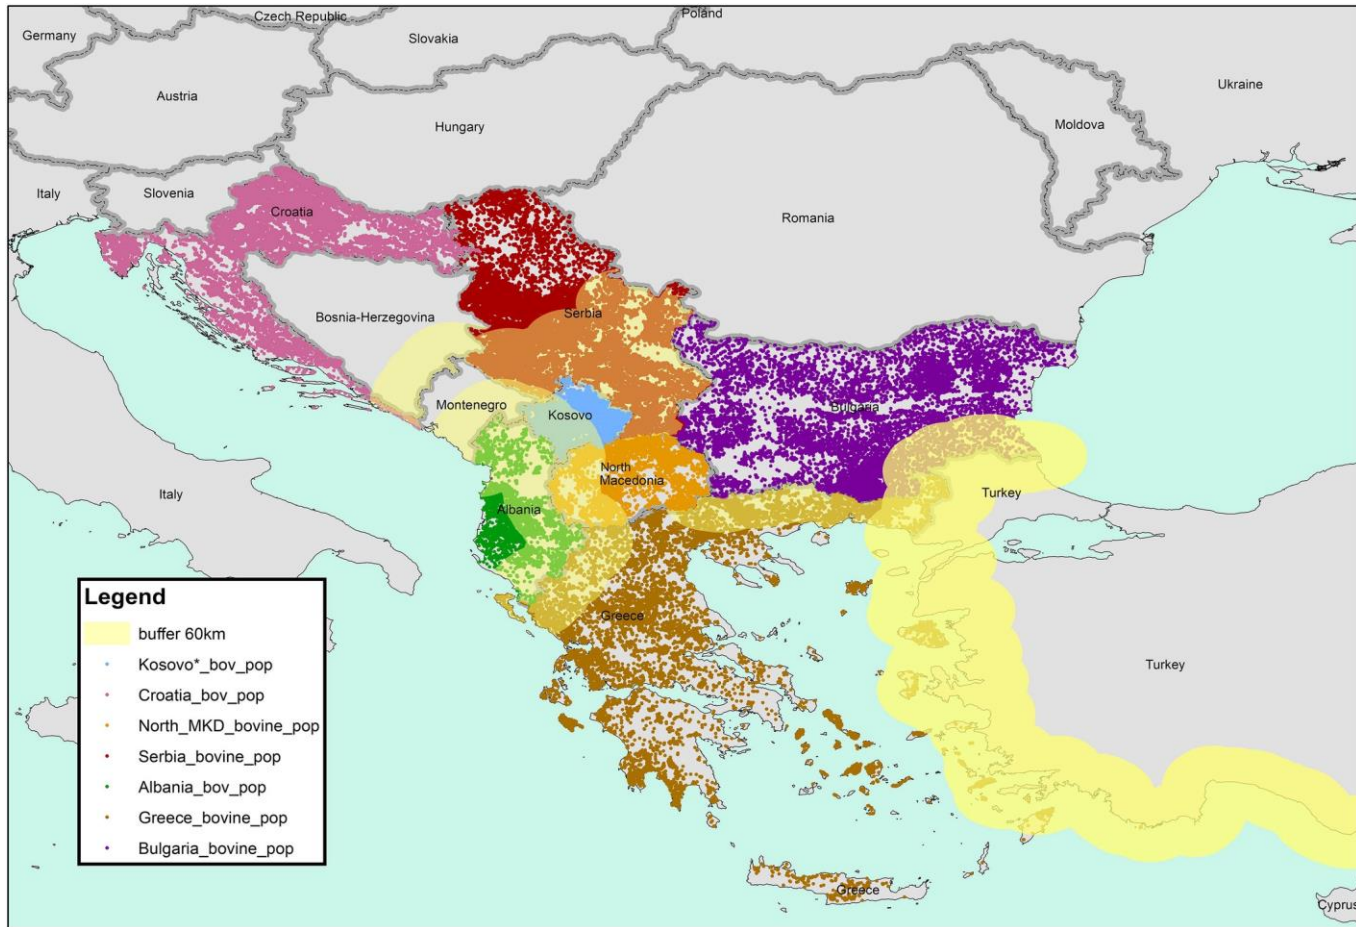 Czech Republic
Poland
Germany
Slovakia
Ukraine
Austria
Hungary
Moldova
Italy
Slovenia
Croatia
Romania
Bosnia-Herzegovina
Serbia
Montenegro
Kosovo
Bulgaria
North
Macedonia
Italy
Albania
Turkey
Greece
Turkey
Greece
Cyprus
Legend
buffer 60km
Kosovo*_bov_pop
Croatia_bov_pop
North_MKD_bovine_pop
Serbia_bovine_pop
Albania_bov_pop
Greece_bovine_pop
Bulgaria_bovine_pop